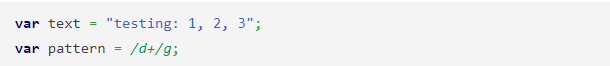 var text = "testing: 1, 2, 3";
var pattern = /d+/g;